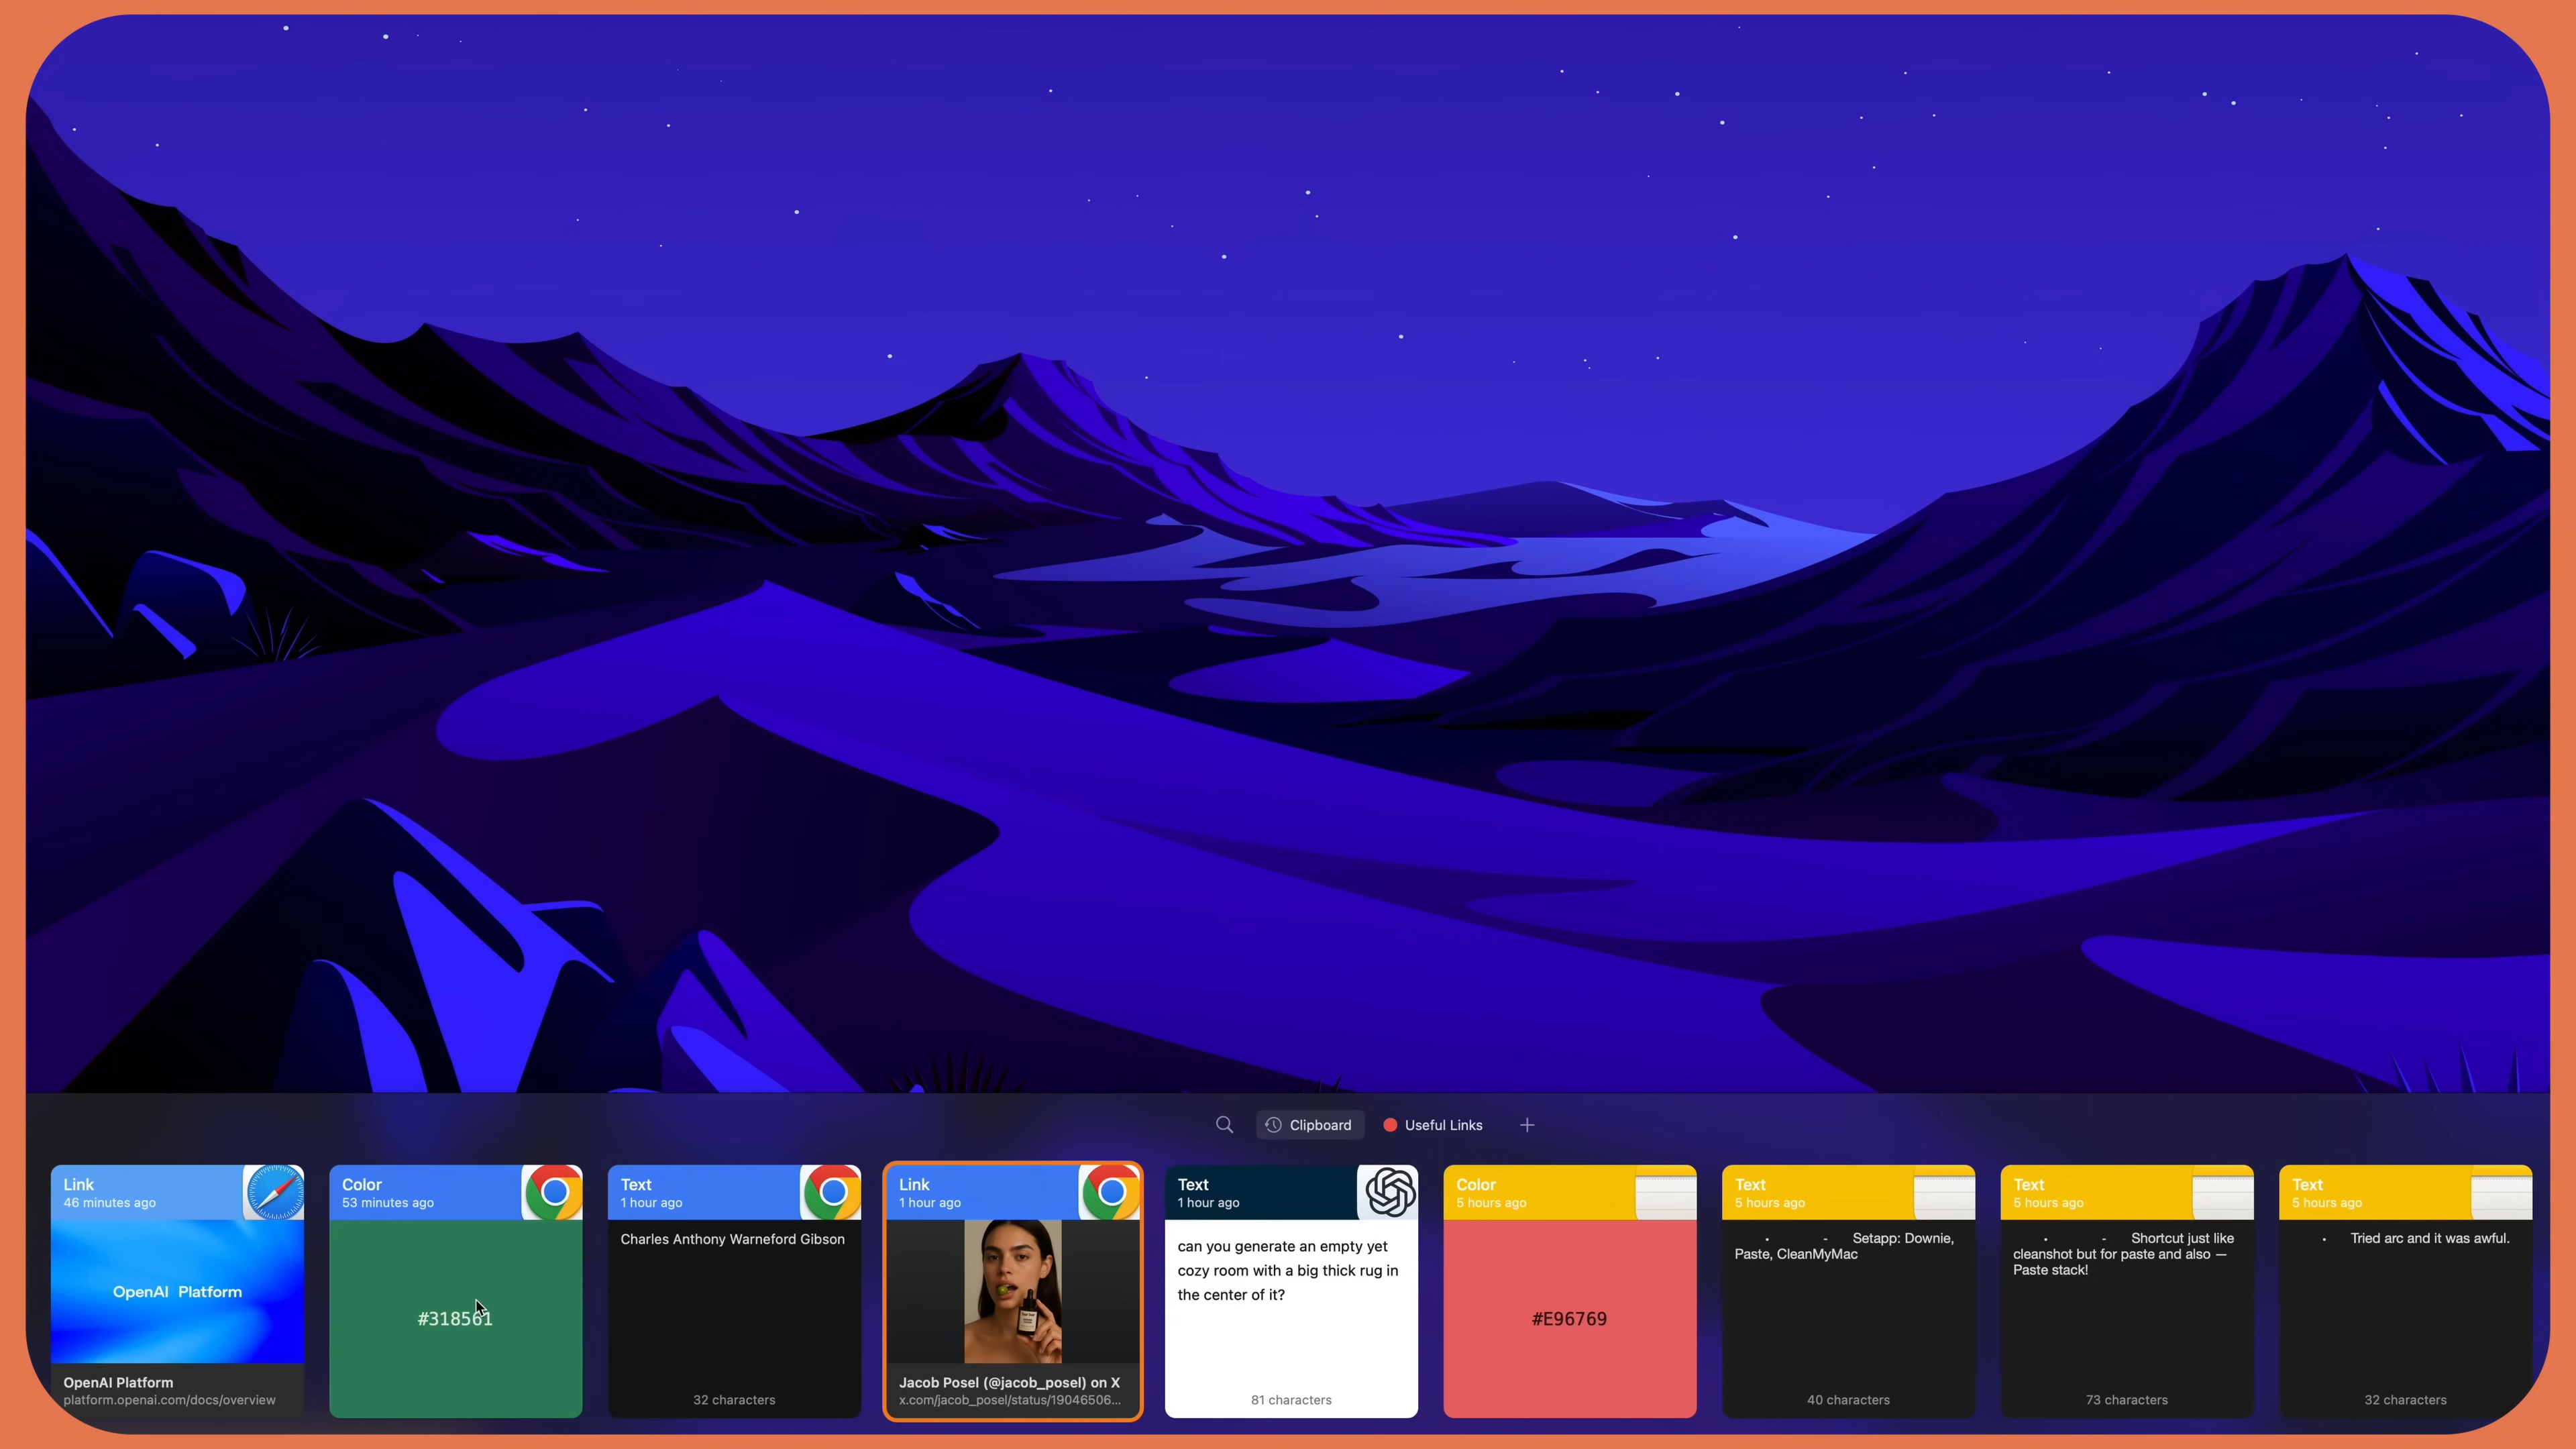 Clipboard
Useful Links
Link
46 minutes ago
OpenAI Platform
OpenAI Platform
platform.openai.com/docs/overview
Color
53 minutes ago
#318561
Text
1 hour ago
Charles Anthony Warneford Gibson
32 characters
Link
1 hour ago
Jacob Posel (@jacob_posel) on X
x.com/jacob_posel/status/19046506...
Text
1 hour ago
can you generate an empty yet
cozy room with a big thick rug in
the center of it?
81 characters
Color
5 hours ago
#E96769
Text
5 hours ago
• - Setapp: Downie,
Paste, CleanMyMac
40 characters
Text
5 hours ago
• - Shortcut just like
cleanshot but for paste and also —
Paste stack!
73 characters
Text
5 hours ago
• Tried arc and it was awful.
32 characters